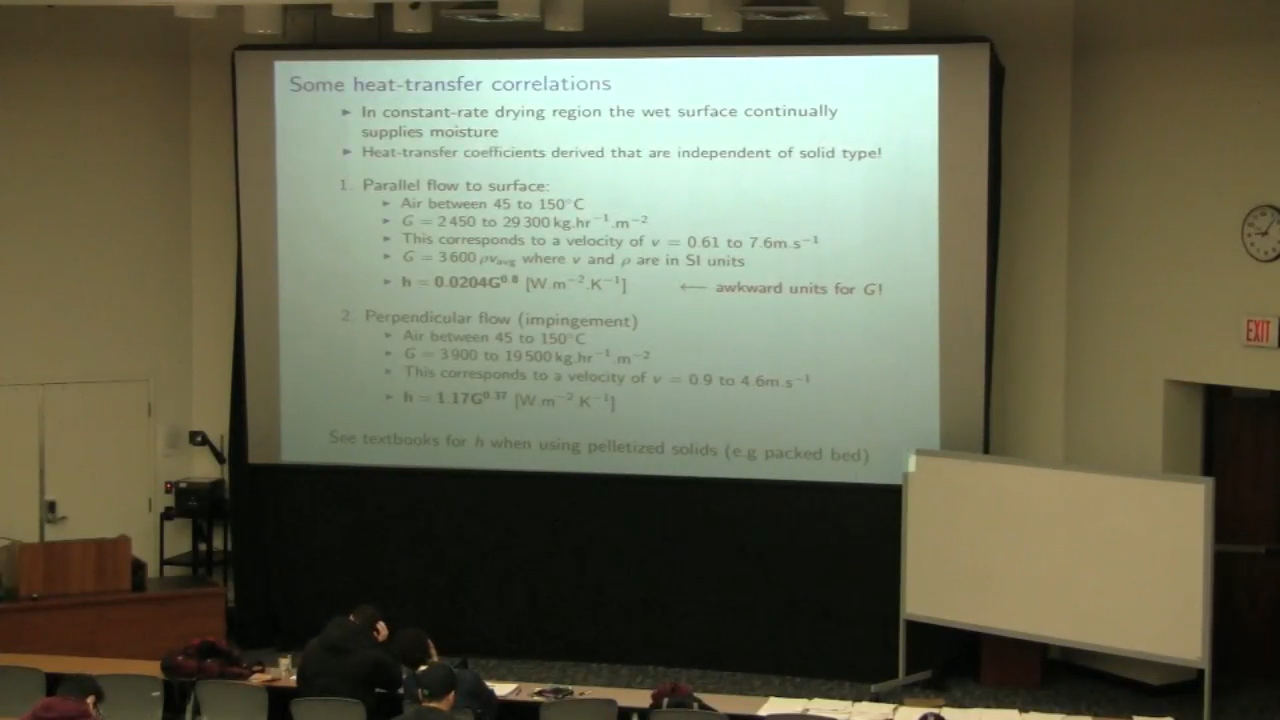 Some heat-transfer correlations
► In constant-rate drying region the wet surface continually
supplies moisture
► Heat-transfer coefficients derived that are independent of solid type!
1. Parallel flow to surface:
► Air between 45 to 150°C
► G = 2 450 to 29 300 kg.hr⁻¹.m⁻²
► This corresponds to a velocity of v = 0.61 to 7.6m.s⁻¹
► G = 3 600 ρv_avg where v and ρ are in SI units
► h = 0.0204G⁰·⁸ [W.m⁻².K⁻¹] ⟵ awkward units for G!
2. Perpendicular flow (impingement)
► Air between 45 to 150°C
► G = 3 900 to 19 500 kg.hr⁻¹.m⁻²
► This corresponds to a velocity of v = 0.9 to 4.6m.s⁻¹
► h = 1.17G⁰·³⁷ [W.m⁻².K⁻¹]
See textbooks for h when using pelletized solids (e.g packed bed)
EXIT